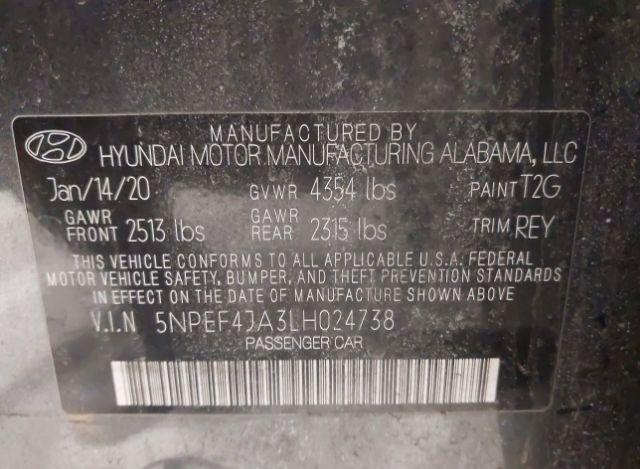 MANUFACTURED BY
HYUNDAI MOTOR MANUFACTURING ALABAMA, LLC
Jan/14/20 GVWR 4354 lbs PAINT T2G
GAWR FRONT 2513 lbs GAWR REAR 2315 lbs TRIM REY
THIS VEHICLE CONFORMS TO ALL APPLICABLE U.S.A. FEDERAL
MOTOR VEHICLE SAFETY, BUMPER, AND THEFT PREVENTION STANDARDS
IN EFFECT ON THE DATE OF MANUFACTURE SHOWN ABOVE
V.I.N 5NPEF4JA3LH024738
PASSENGER CAR